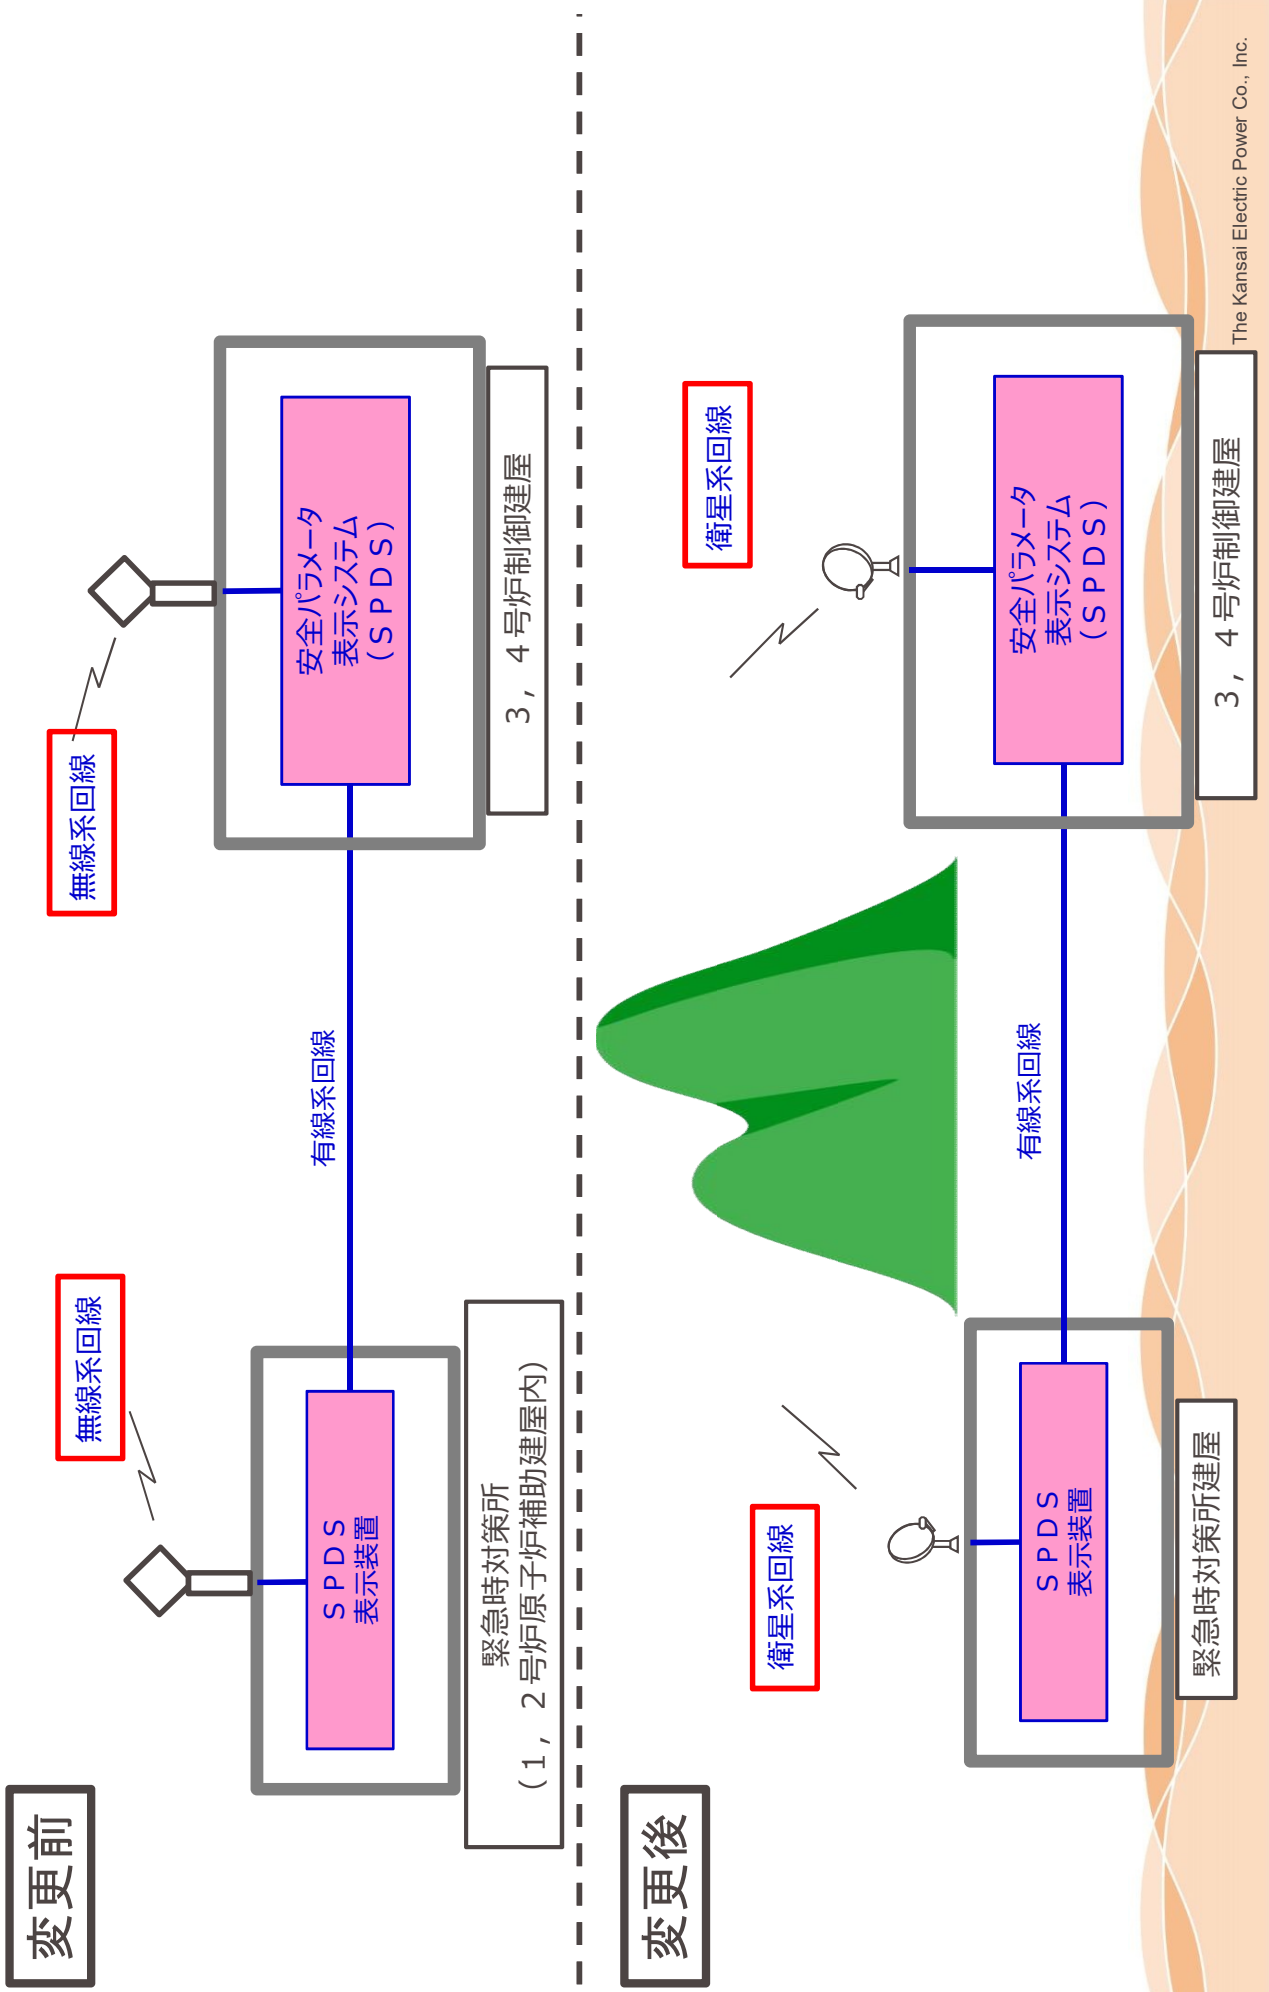 変更前
無線系回線
無線系回線
ＳＰＤＳ
表示装置
有線系回線
安全パラメータ
表示システム
（ＳＰＤＳ）
緊急時対策所
（１，２号炉原子炉補助建屋内）
３，４号炉制御建屋
変更後
衛星系回線
衛星系回線
ＳＰＤＳ
表示装置
有線系回線
安全パラメータ
表示システム
（ＳＰＤＳ）
緊急時対策所建屋
３，４号炉制御建屋
The Kansai Electric Power Co., Inc.